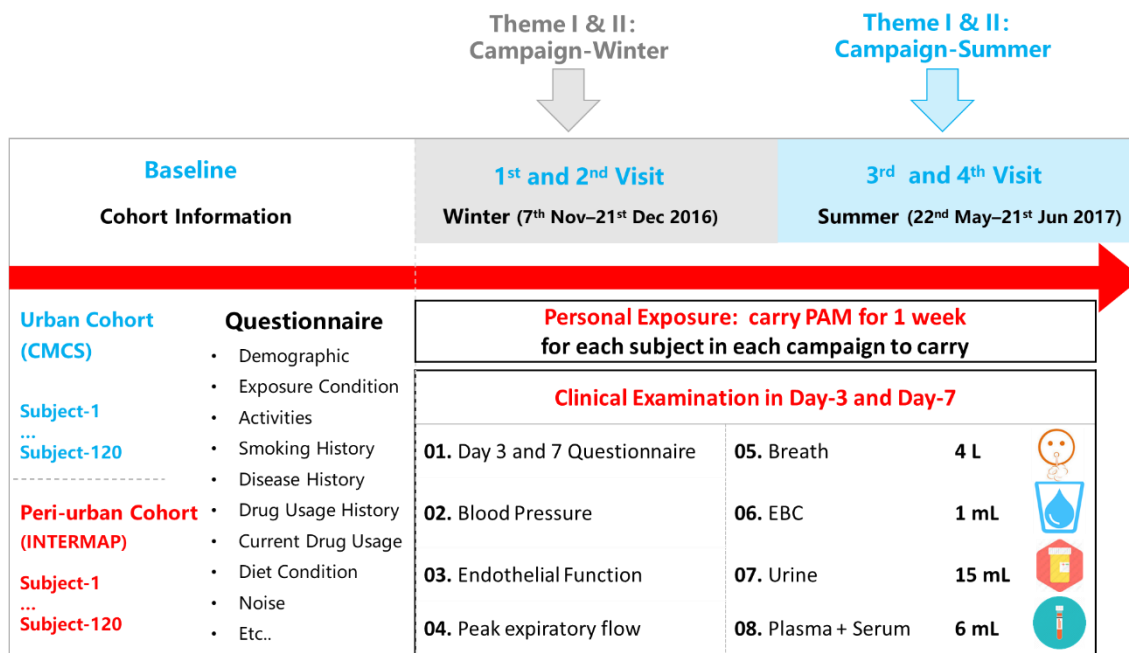 Theme I & II:
Campaign-Winter
Theme I & II:
Campaign-Summer
Baseline
Cohort Information
1st and 2nd Visit
Winter (7th Nov–21st Dec 2016)
3rd and 4th Visit
Summer (22nd May–21st Jun 2017)
Urban Cohort
(CMCS)
Subject-1
...
Subject-120
Peri-urban Cohort
(INTERMAP)
Subject-1
...
Subject-120
Questionnaire
• Demographic
• Exposure Condition
• Activities
• Smoking History
• Disease History
• Drug Usage History
• Current Drug Usage
• Diet Condition
• Noise
• Etc..
Personal Exposure: carry PAM for 1 week
for each subject in each campaign to carry
Clinical Examination in Day-3 and Day-7
01. Day 3 and 7 Questionnaire
02. Blood Pressure
03. Endothelial Function
04. Peak expiratory flow
05. Breath 4 L
06. EBC 1 mL
07. Urine 15 mL
08. Plasma + Serum 6 mL